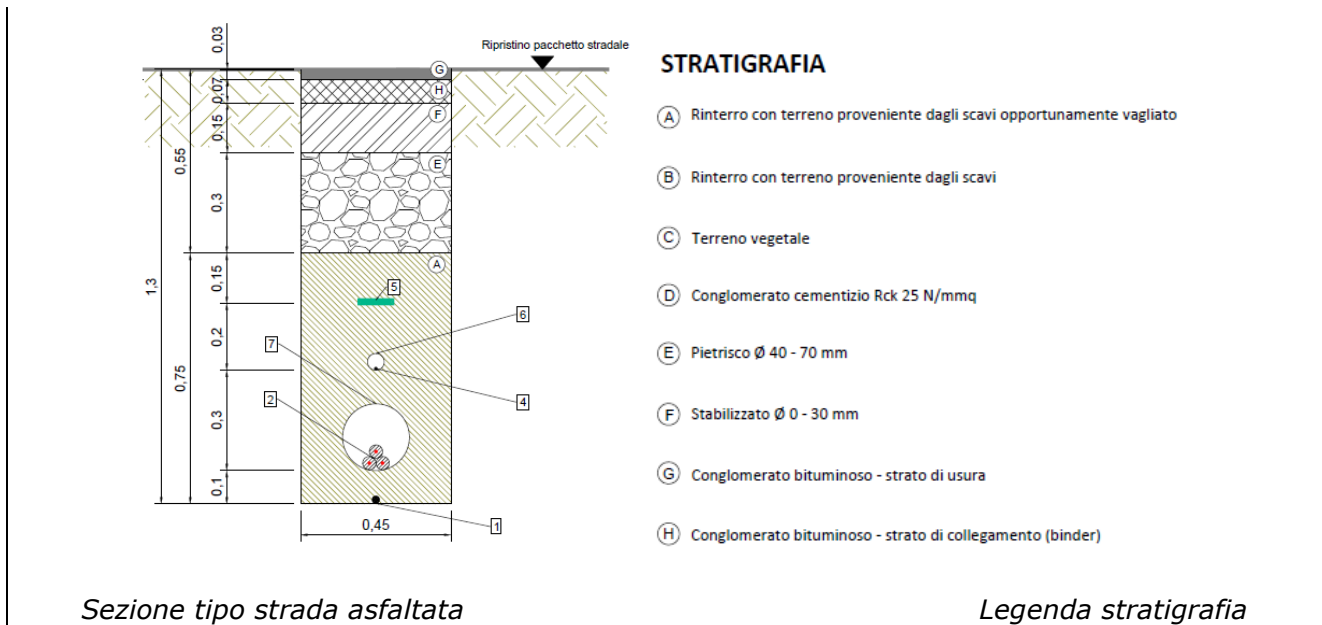 Ripristino pacchetto stradale
0,03
0,07
0,15
0,3
0,55
0,15
0,2
0,3
0,1
0,75
1,3
0,45
G
H
F
E
A
5
6
7
4
2
1
STRATIGRAFIA
A Rinterro con terreno proveniente dagli scavi opportunamente vagliato
B Rinterro con terreno proveniente dagli scavi
C Terreno vegetale
D Conglomerato cementizio Rck 25 N/mmq
E Pietrisco Ø 40 - 70 mm
F Stabilizzato Ø 0 - 30 mm
G Conglomerato bituminoso - strato di usura
H Conglomerato bituminoso - strato di collegamento (binder)
Sezione tipo strada asfaltata
Legenda stratigrafia